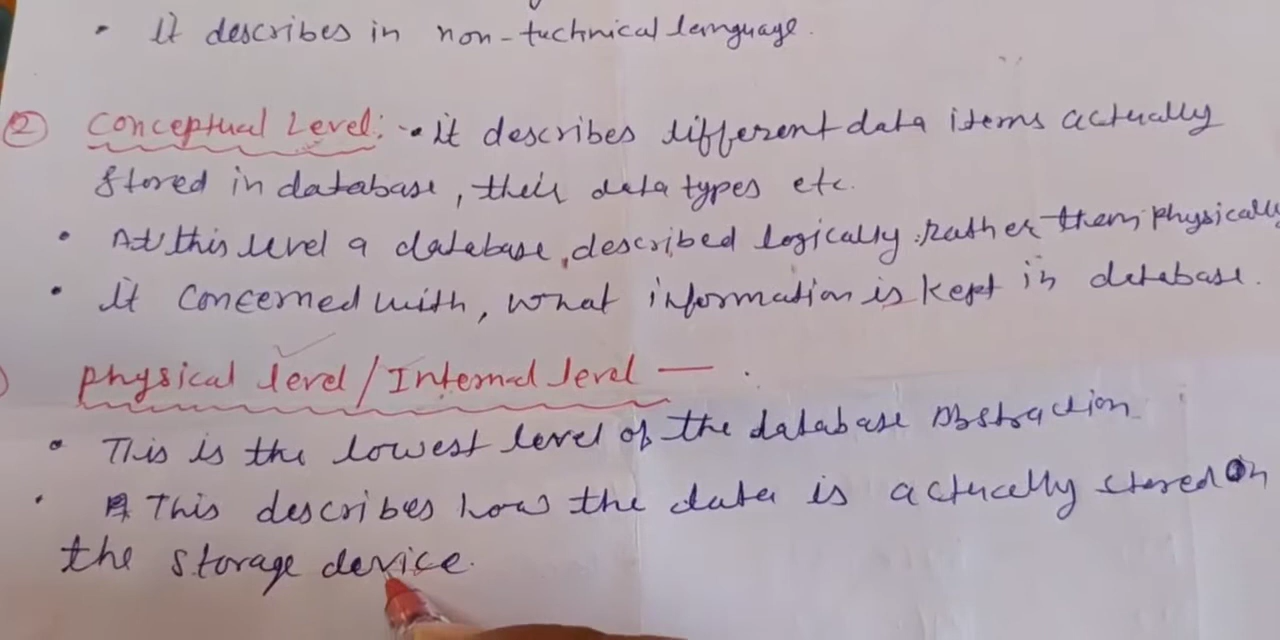 • It describes in non-technical language.
② Conceptual Level: • it describes different data items actually
stored in database, their data types etc.
• At this level a database, described logically rather then physically
• it concerned with, what information is kept in database.
) Physical level / Internal level — .
• This is the lowest level of the database Abstraction
• This describes how the data is actually stored on
the storage device.